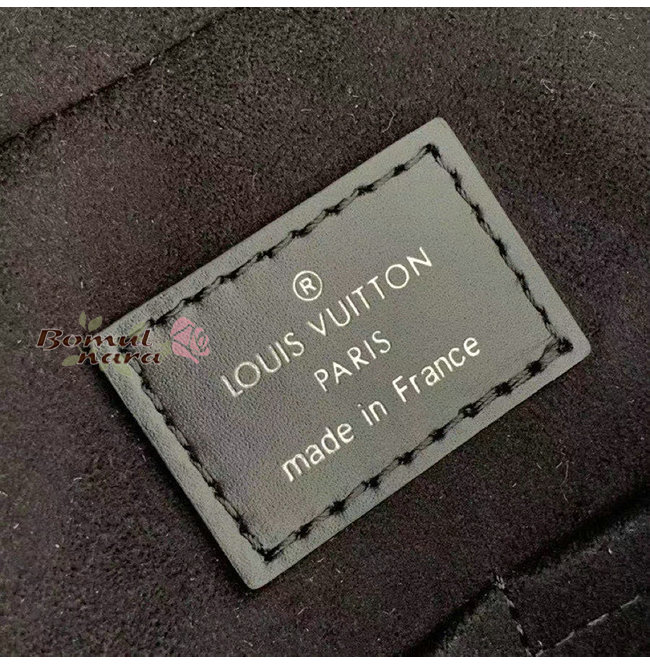 ®
LOUIS VUITTON
PARIS
made in France
Bomul
nara